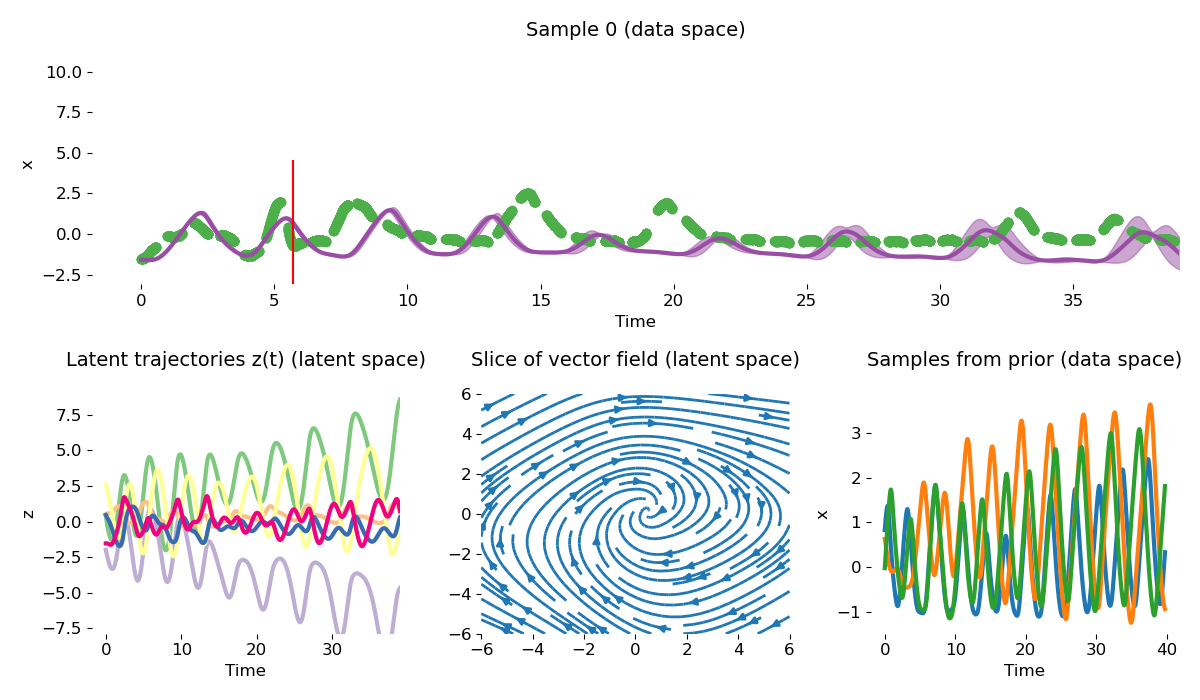 Sample 0 (data space)
10.0
7.5
5.0
2.5
0.0
−2.5
x
0 5 10 15 20 25 30 35
Time
Latent trajectories z(t) (latent space)
7.5
5.0
2.5
0.0
−2.5
−5.0
−7.5
z
0 10 20 30
Time
Slice of vector field (latent space)
6
4
2
0
−2
−4
−6
−6 −4 −2 0 2 4 6
Samples from prior (data space)
3
2
1
0
−1
x
0 10 20 30 40
Time